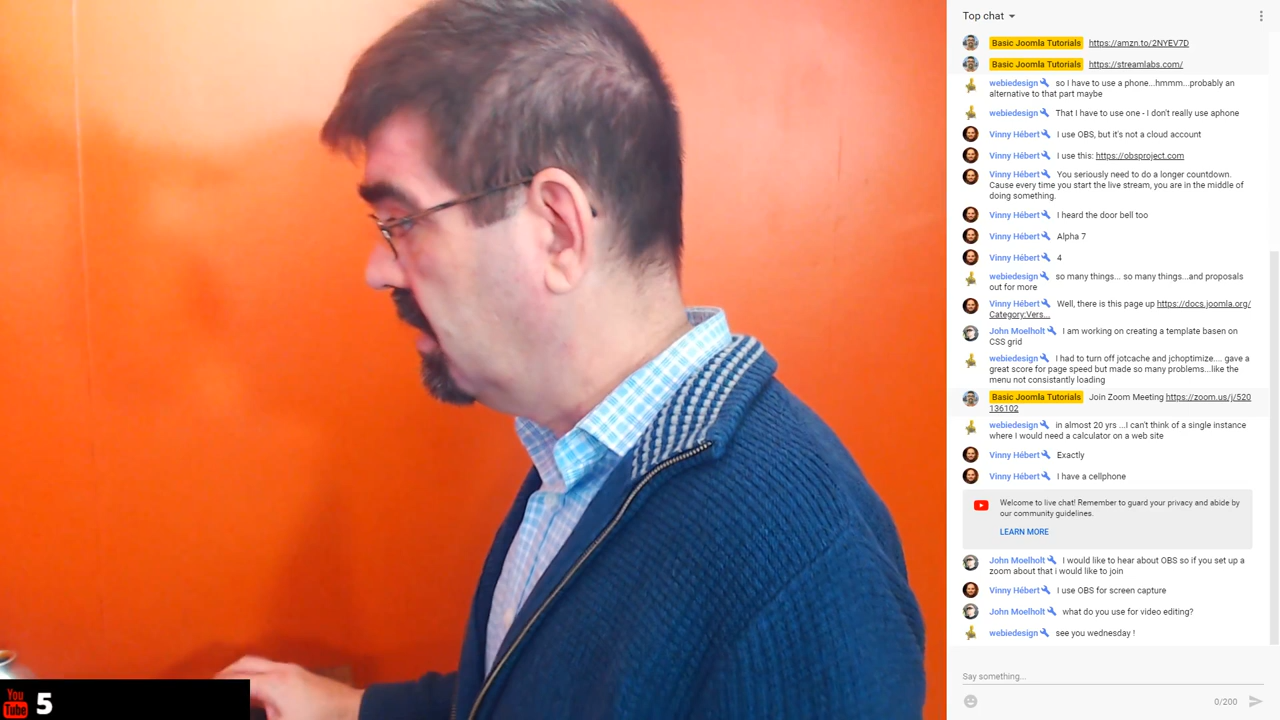 Top chat
Basic Joomla Tutorials https://amzn.to/2NYEV7D
Basic Joomla Tutorials https://streamlabs.com/
webiedesign so I have to use a phone...hmmm...probably an
alternative to that part maybe
webiedesign That I have to use one - I don't really use aphone
Vinny Hébert I use OBS, but it's not a cloud account
Vinny Hébert I use this: https://obsproject.com
Vinny Hébert You seriously need to do a longer countdown.
Cause every time you start the live stream, you are in the middle of
doing something.
Vinny Hébert I heard the door bell too
Vinny Hébert Alpha 7
Vinny Hébert 4
webiedesign so many things... so many things...and proposals
out for more
Vinny Hébert Well, there is this page up https://docs.joomla.org/
Category:Vers...
John Moelholt I am working on creating a template basen on
CSS grid
webiedesign I had to turn off jotcache and jchoptimize.... gave a
great score for page speed but made so many problems...like the
menu not consistantly loading
Basic Joomla Tutorials Join Zoom Meeting https://zoom.us/j/520
136102
webiedesign in almost 20 yrs ...I can't think of a single instance
where I would need a calculator on a web site
Vinny Hébert Exactly
Vinny Hébert I have a cellphone
Welcome to live chat! Remember to guard your privacy and abide by
our community guidelines.
LEARN MORE
John Moelholt I would like to hear about OBS so if you set up a
zoom about that i would like to join
Vinny Hébert I use OBS for screen capture
John Moelholt what do you use for video editing?
webiedesign see you wednesday !
Say something...
0/200
You
Tube 5